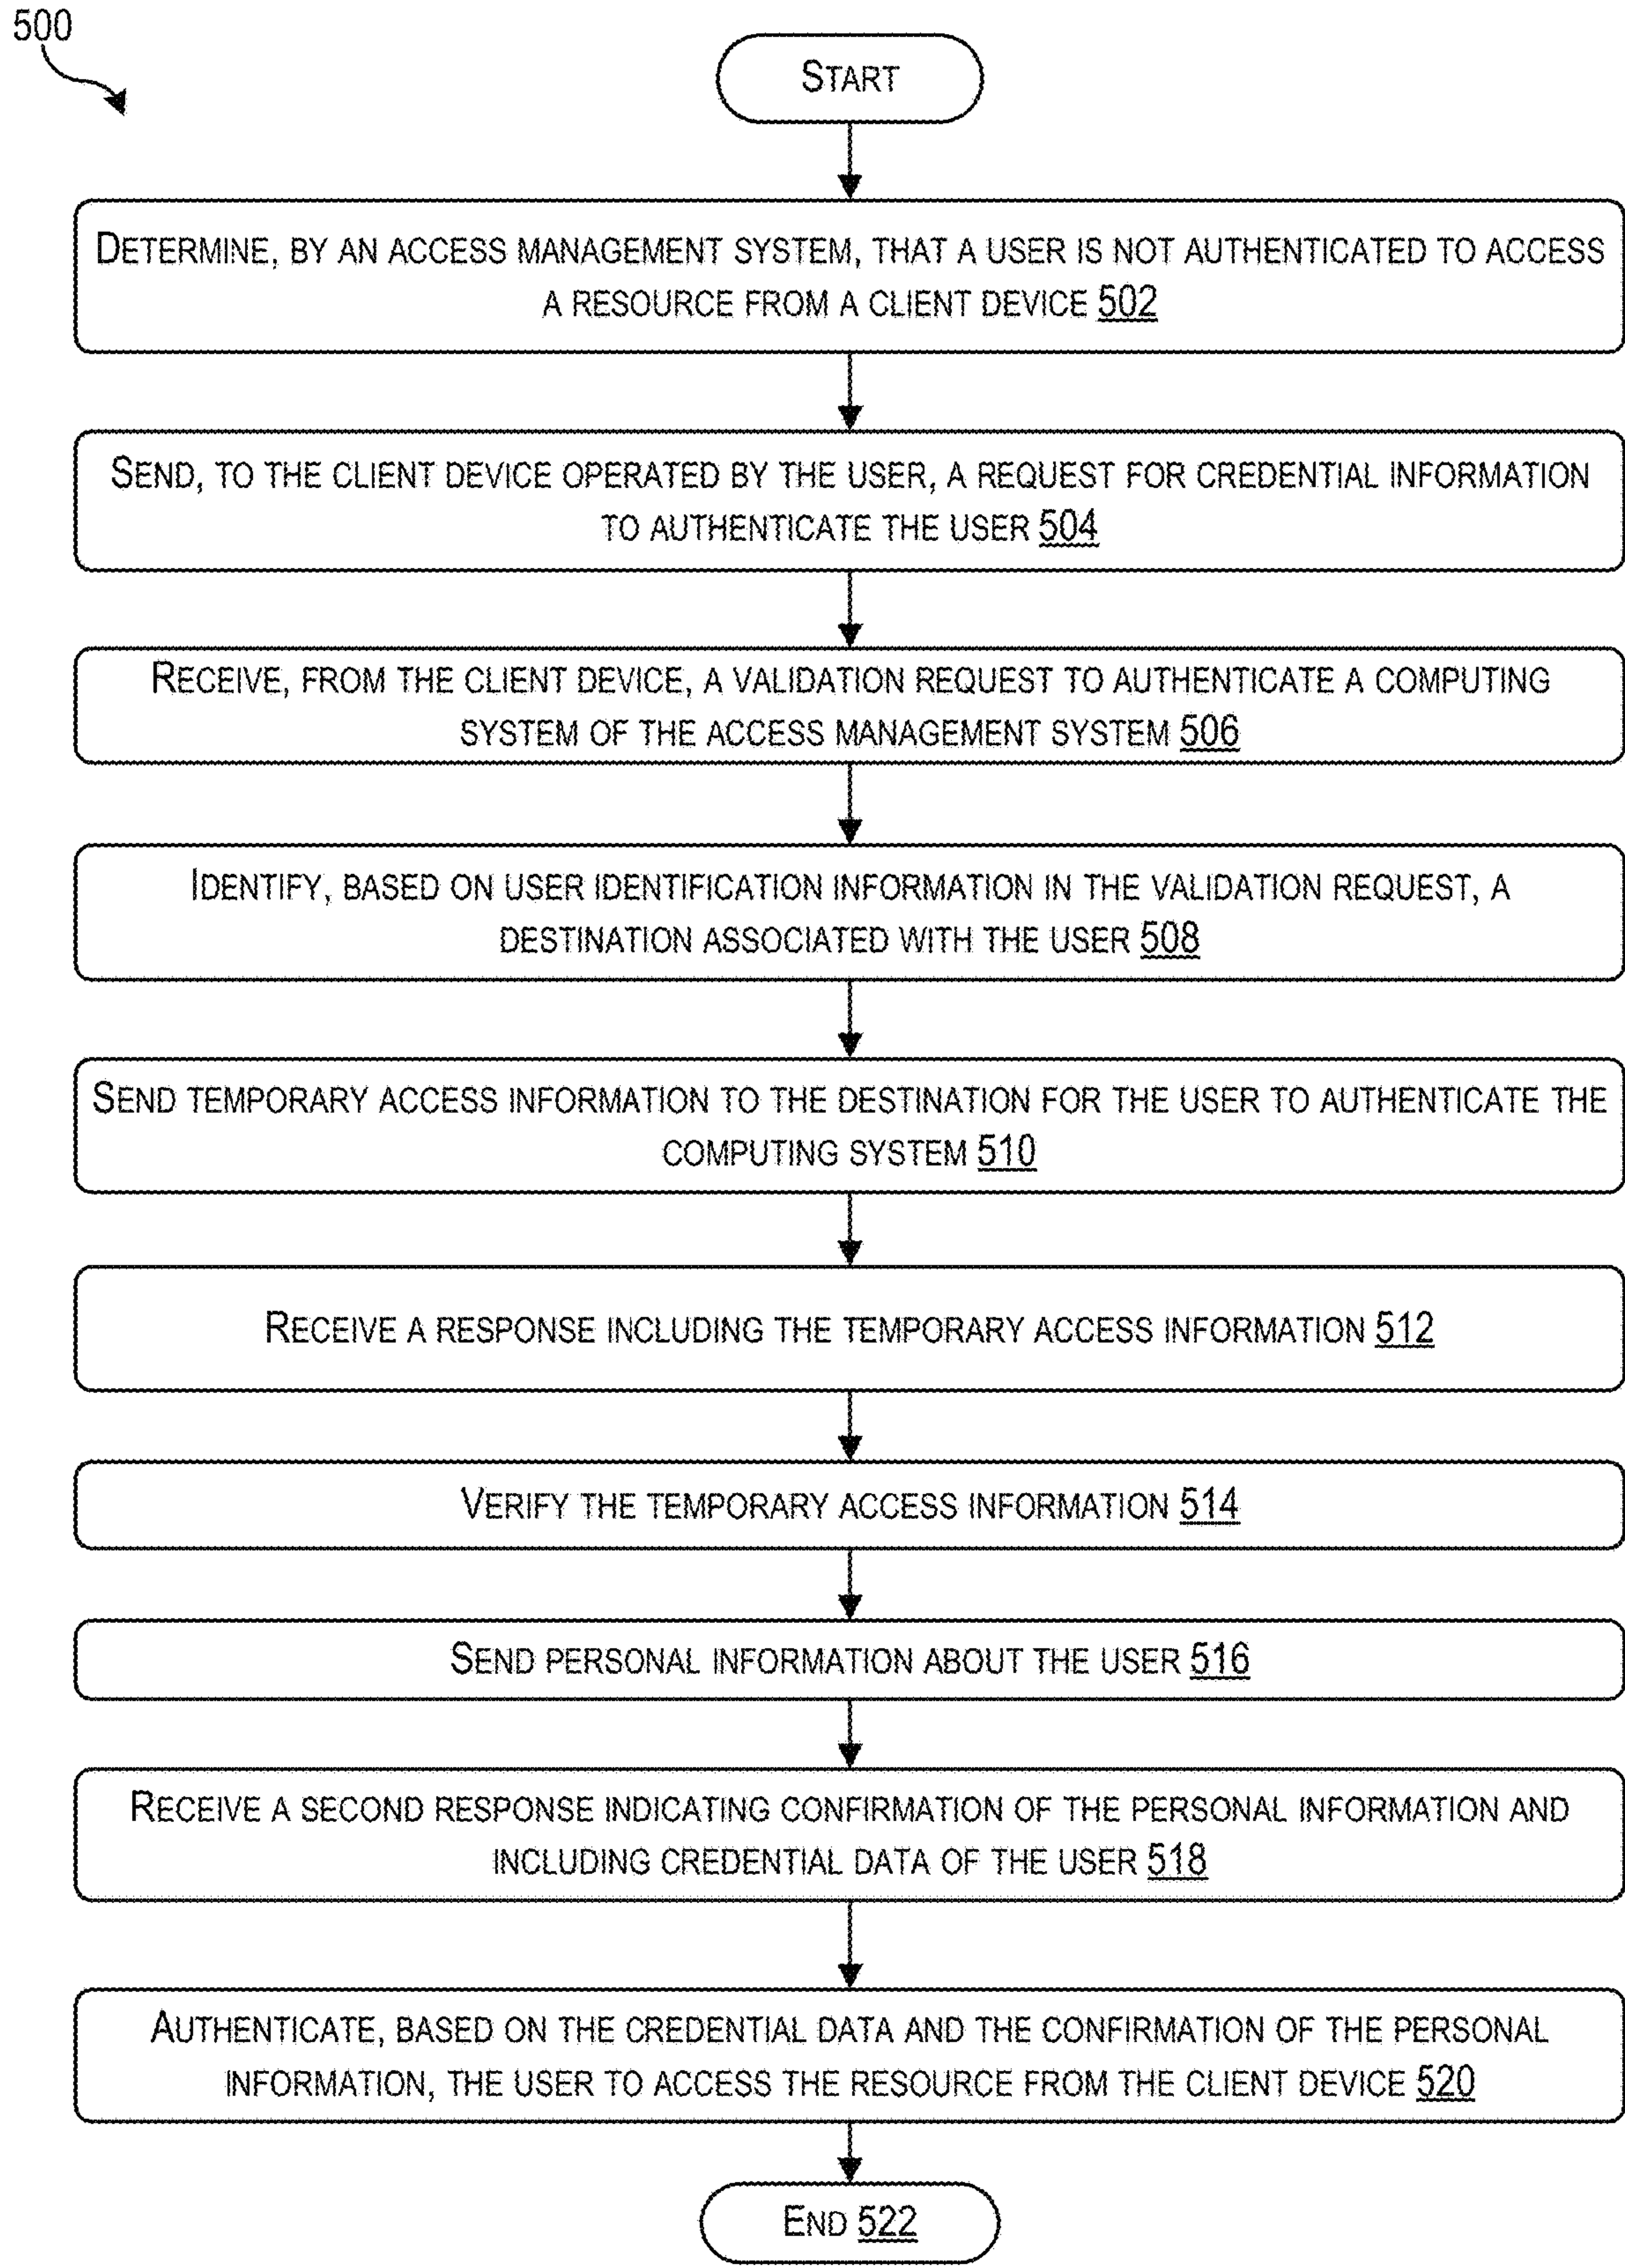 500
START
DETERMINE, BY AN ACCESS MANAGEMENT SYSTEM, THAT A USER IS NOT AUTHENTICATED TO ACCESS
A RESOURCE FROM A CLIENT DEVICE 502
SEND, TO THE CLIENT DEVICE OPERATED BY THE USER, A REQUEST FOR CREDENTIAL INFORMATION
TO AUTHENTICATE THE USER 504
RECEIVE, FROM THE CLIENT DEVICE, A VALIDATION REQUEST TO AUTHENTICATE A COMPUTING
SYSTEM OF THE ACCESS MANAGEMENT SYSTEM 506
IDENTIFY, BASED ON USER IDENTIFICATION INFORMATION IN THE VALIDATION REQUEST, A
DESTINATION ASSOCIATED WITH THE USER 508
SEND TEMPORARY ACCESS INFORMATION TO THE DESTINATION FOR THE USER TO AUTHENTICATE THE
COMPUTING SYSTEM 510
RECEIVE A RESPONSE INCLUDING THE TEMPORARY ACCESS INFORMATION 512
VERIFY THE TEMPORARY ACCESS INFORMATION 514
SEND PERSONAL INFORMATION ABOUT THE USER 516
RECEIVE A SECOND RESPONSE INDICATING CONFIRMATION OF THE PERSONAL INFORMATION AND
INCLUDING CREDENTIAL DATA OF THE USER 518
AUTHENTICATE, BASED ON THE CREDENTIAL DATA AND THE CONFIRMATION OF THE PERSONAL
INFORMATION, THE USER TO ACCESS THE RESOURCE FROM THE CLIENT DEVICE 520
END 522